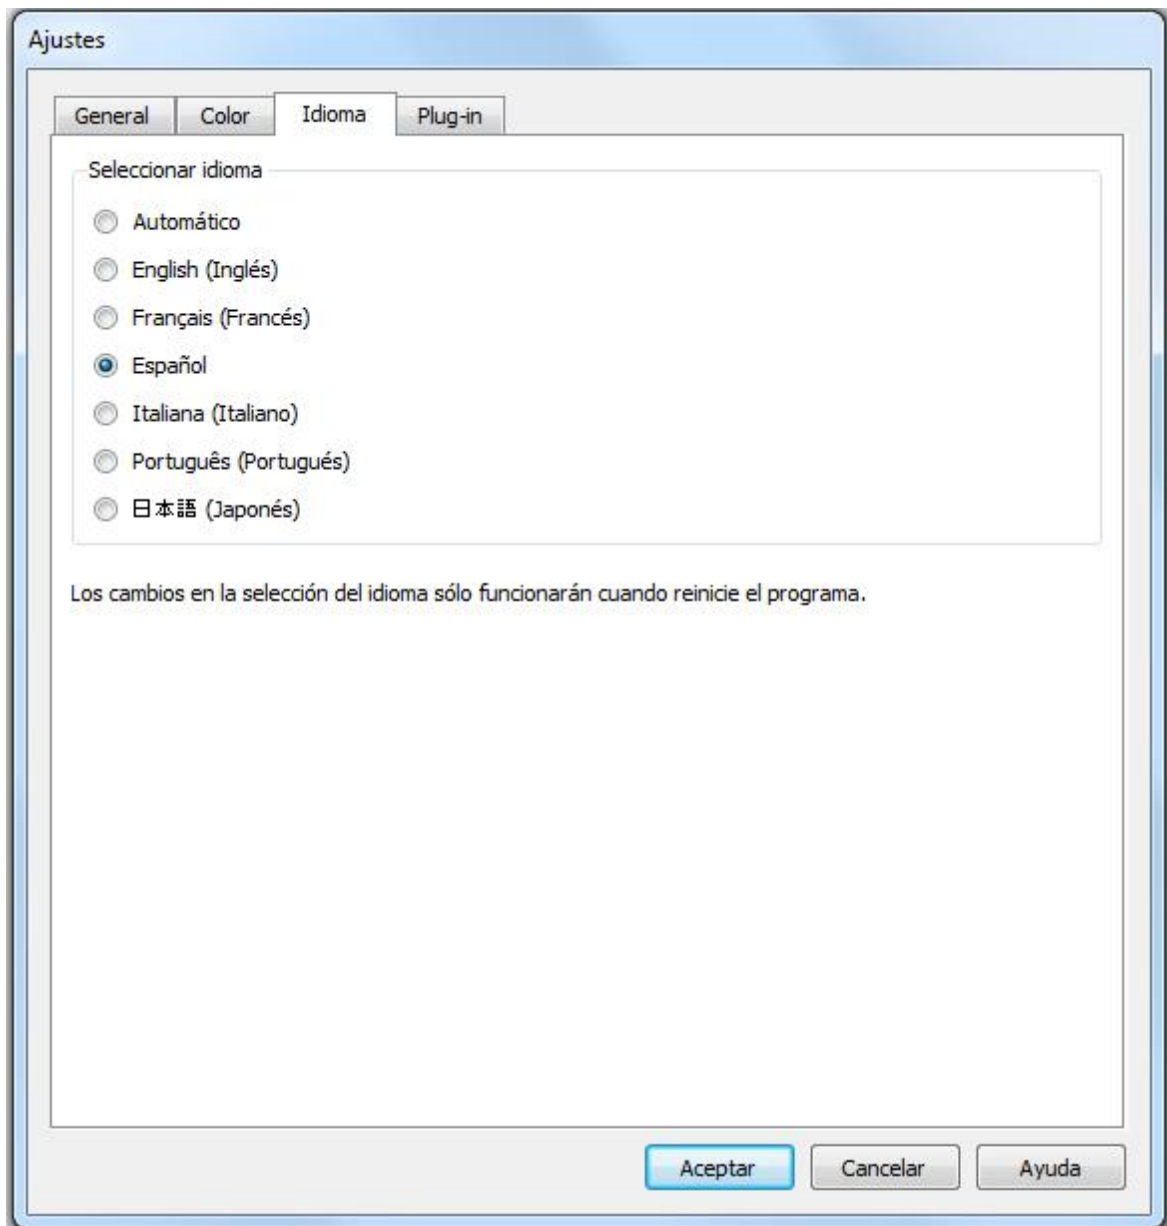 Ajustes
General Color Idioma Plug-in
Seleccionar idioma
Automático
English (Inglés)
Français (Francés)
Español
Italiana (Italiano)
Português (Portugués)
日本語 (Japonés)
Los cambios en la selección del idioma sólo funcionarán cuando reinicie el programa.
Aceptar Cancelar Ayuda